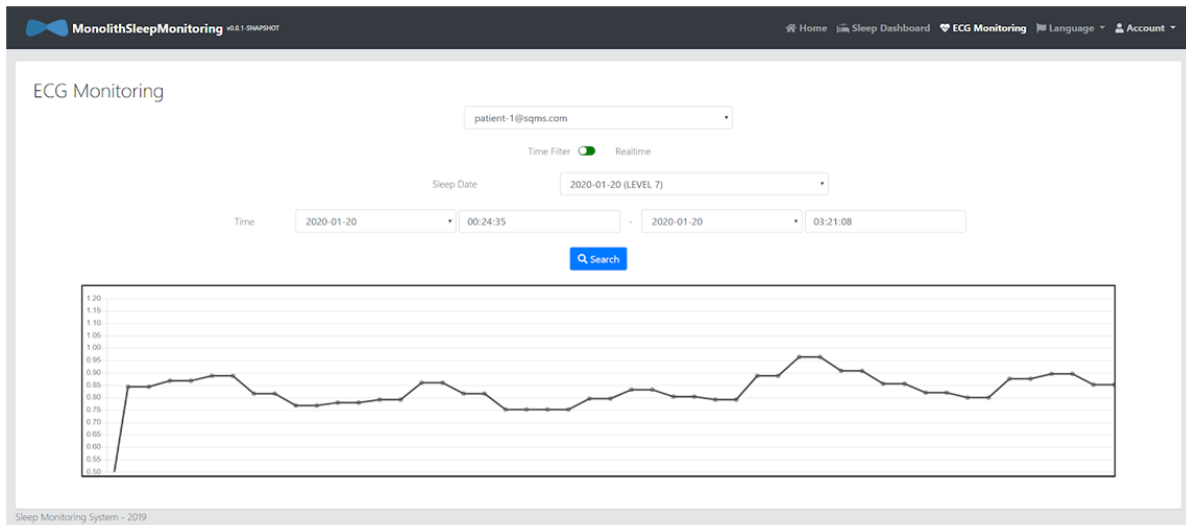 MonolithSleepMonitoring v0.0.1-SNAPSHOT Home Sleep Dashboard ECG Monitoring Language Account
ECG Monitoring
patient-1@sqms.com
Time Filter Realtime
Sleep Date 2020-01-20 (LEVEL 7)
Time 2020-01-20 00:24:35 - 2020-01-20 03:21:08
Search
1.20
1.15
1.10
1.05
1.00
0.95
0.90
0.85
0.80
0.75
0.70
0.65
0.60
0.55
0.50
Sleep Monitoring System - 2019